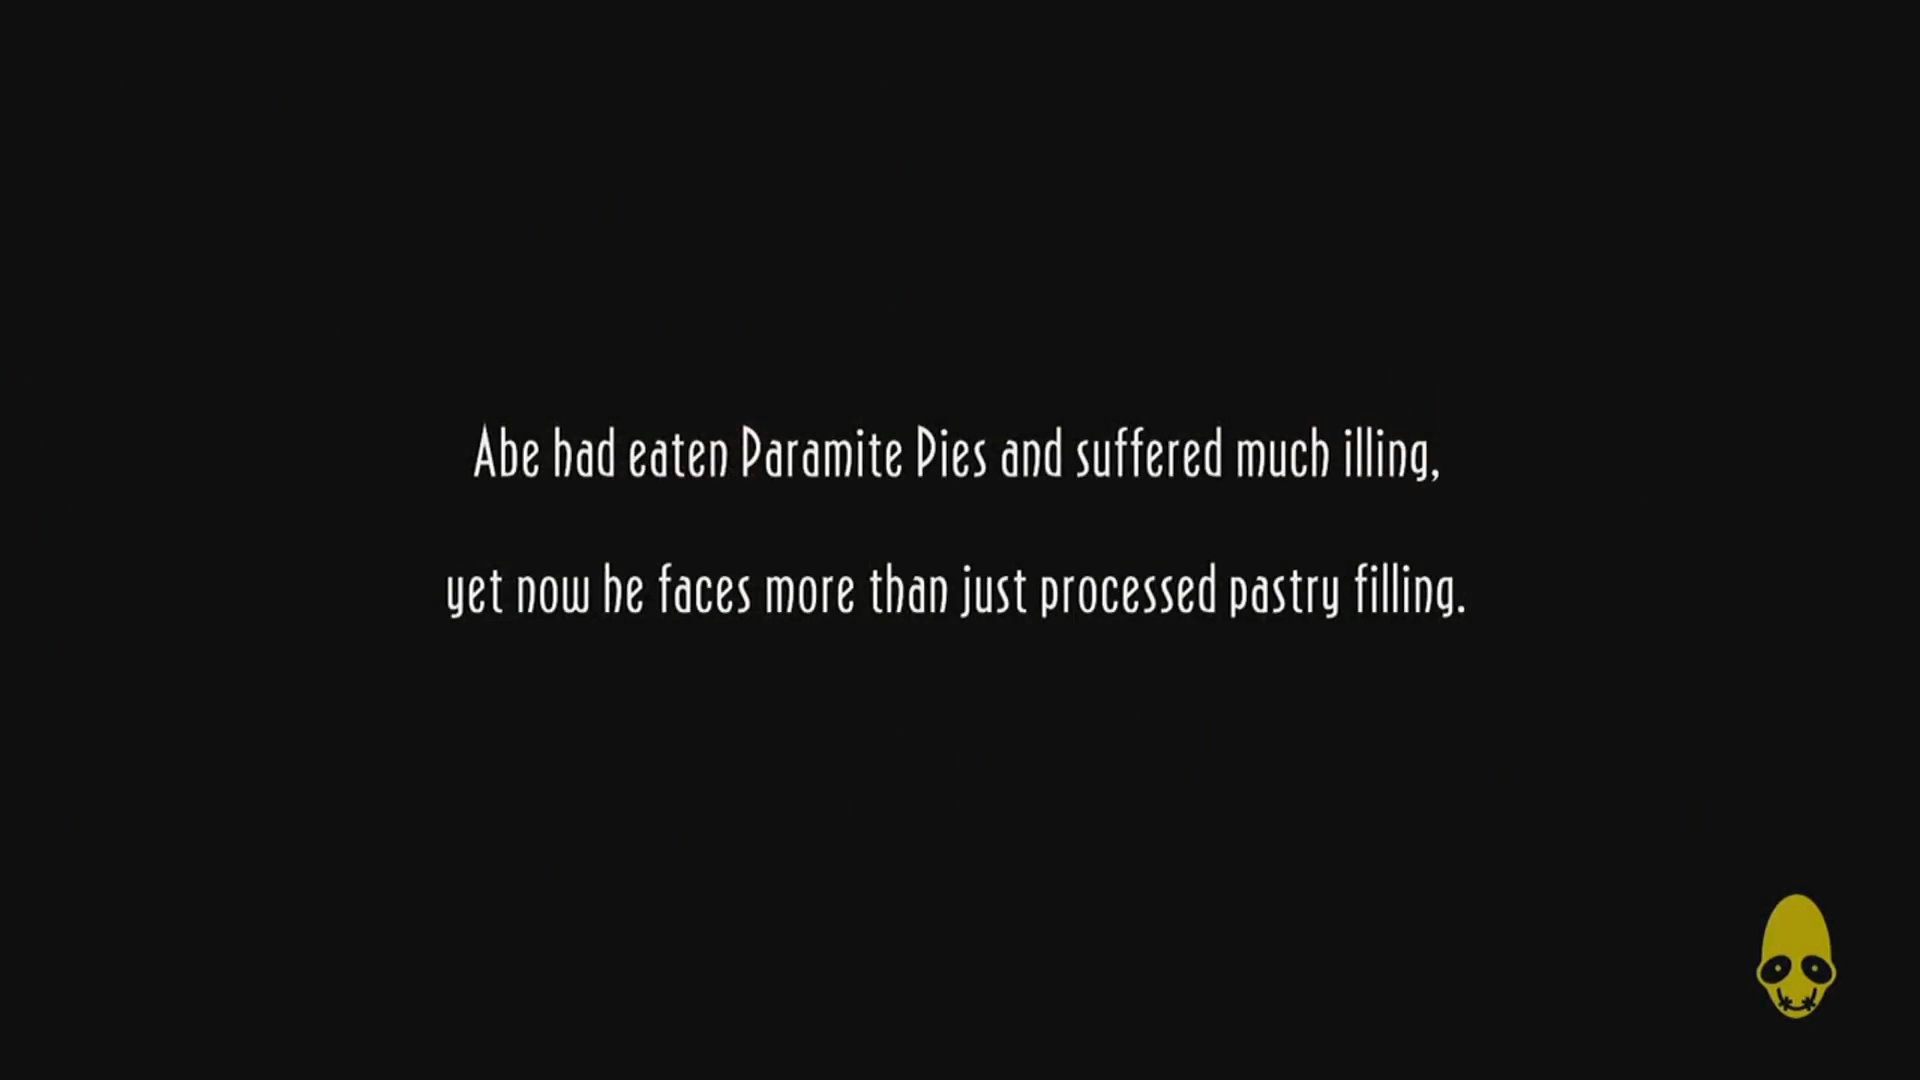 Abe had eaten Paramite Pies and suffered much illing,
yet now he faces more than just processed pastry filling.